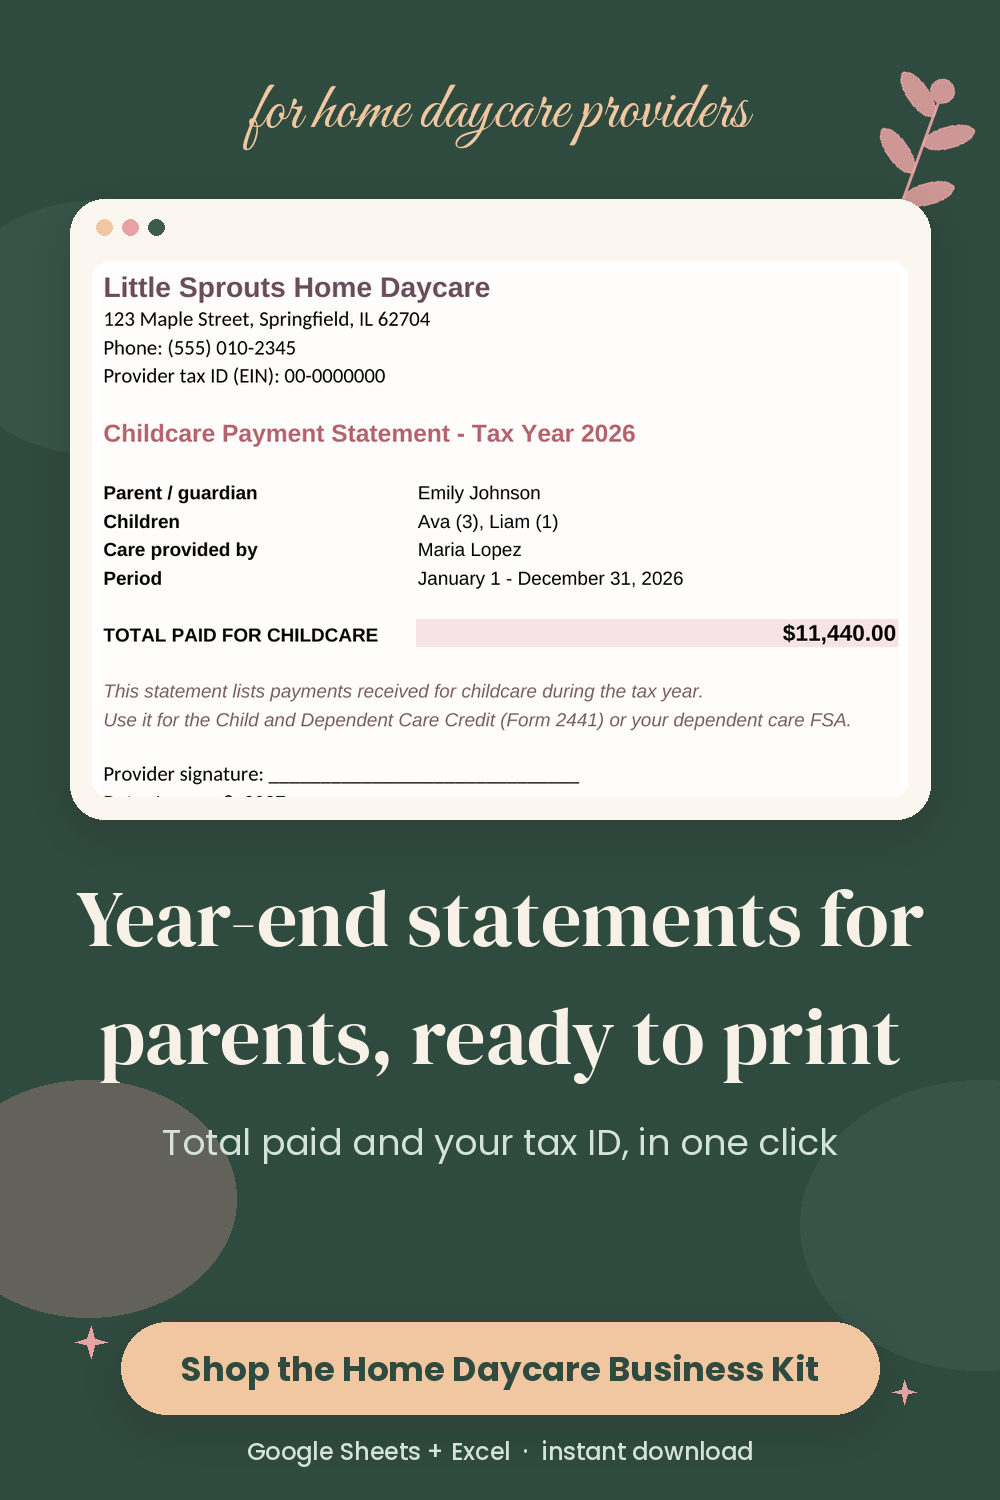 for home daycare providers
Little Sprouts Home Daycare
123 Maple Street, Springfield, IL 62704
Phone: (555) 010-2345
Provider tax ID (EIN): 00-0000000
Childcare Payment Statement - Tax Year 2026
Parent / guardian Emily Johnson
Children Ava (3), Liam (1)
Care provided by Maria Lopez
Period January 1 - December 31, 2026
TOTAL PAID FOR CHILDCARE $11,440.00
This statement lists payments received for childcare during the tax year.
Use it for the Child and Dependent Care Credit (Form 2441) or your dependent care FSA.
Provider signature: ______________________________
Year-end statements for
parents, ready to print
Total paid and your tax ID, in one click
Shop the Home Daycare Business Kit
Google Sheets + Excel · instant download